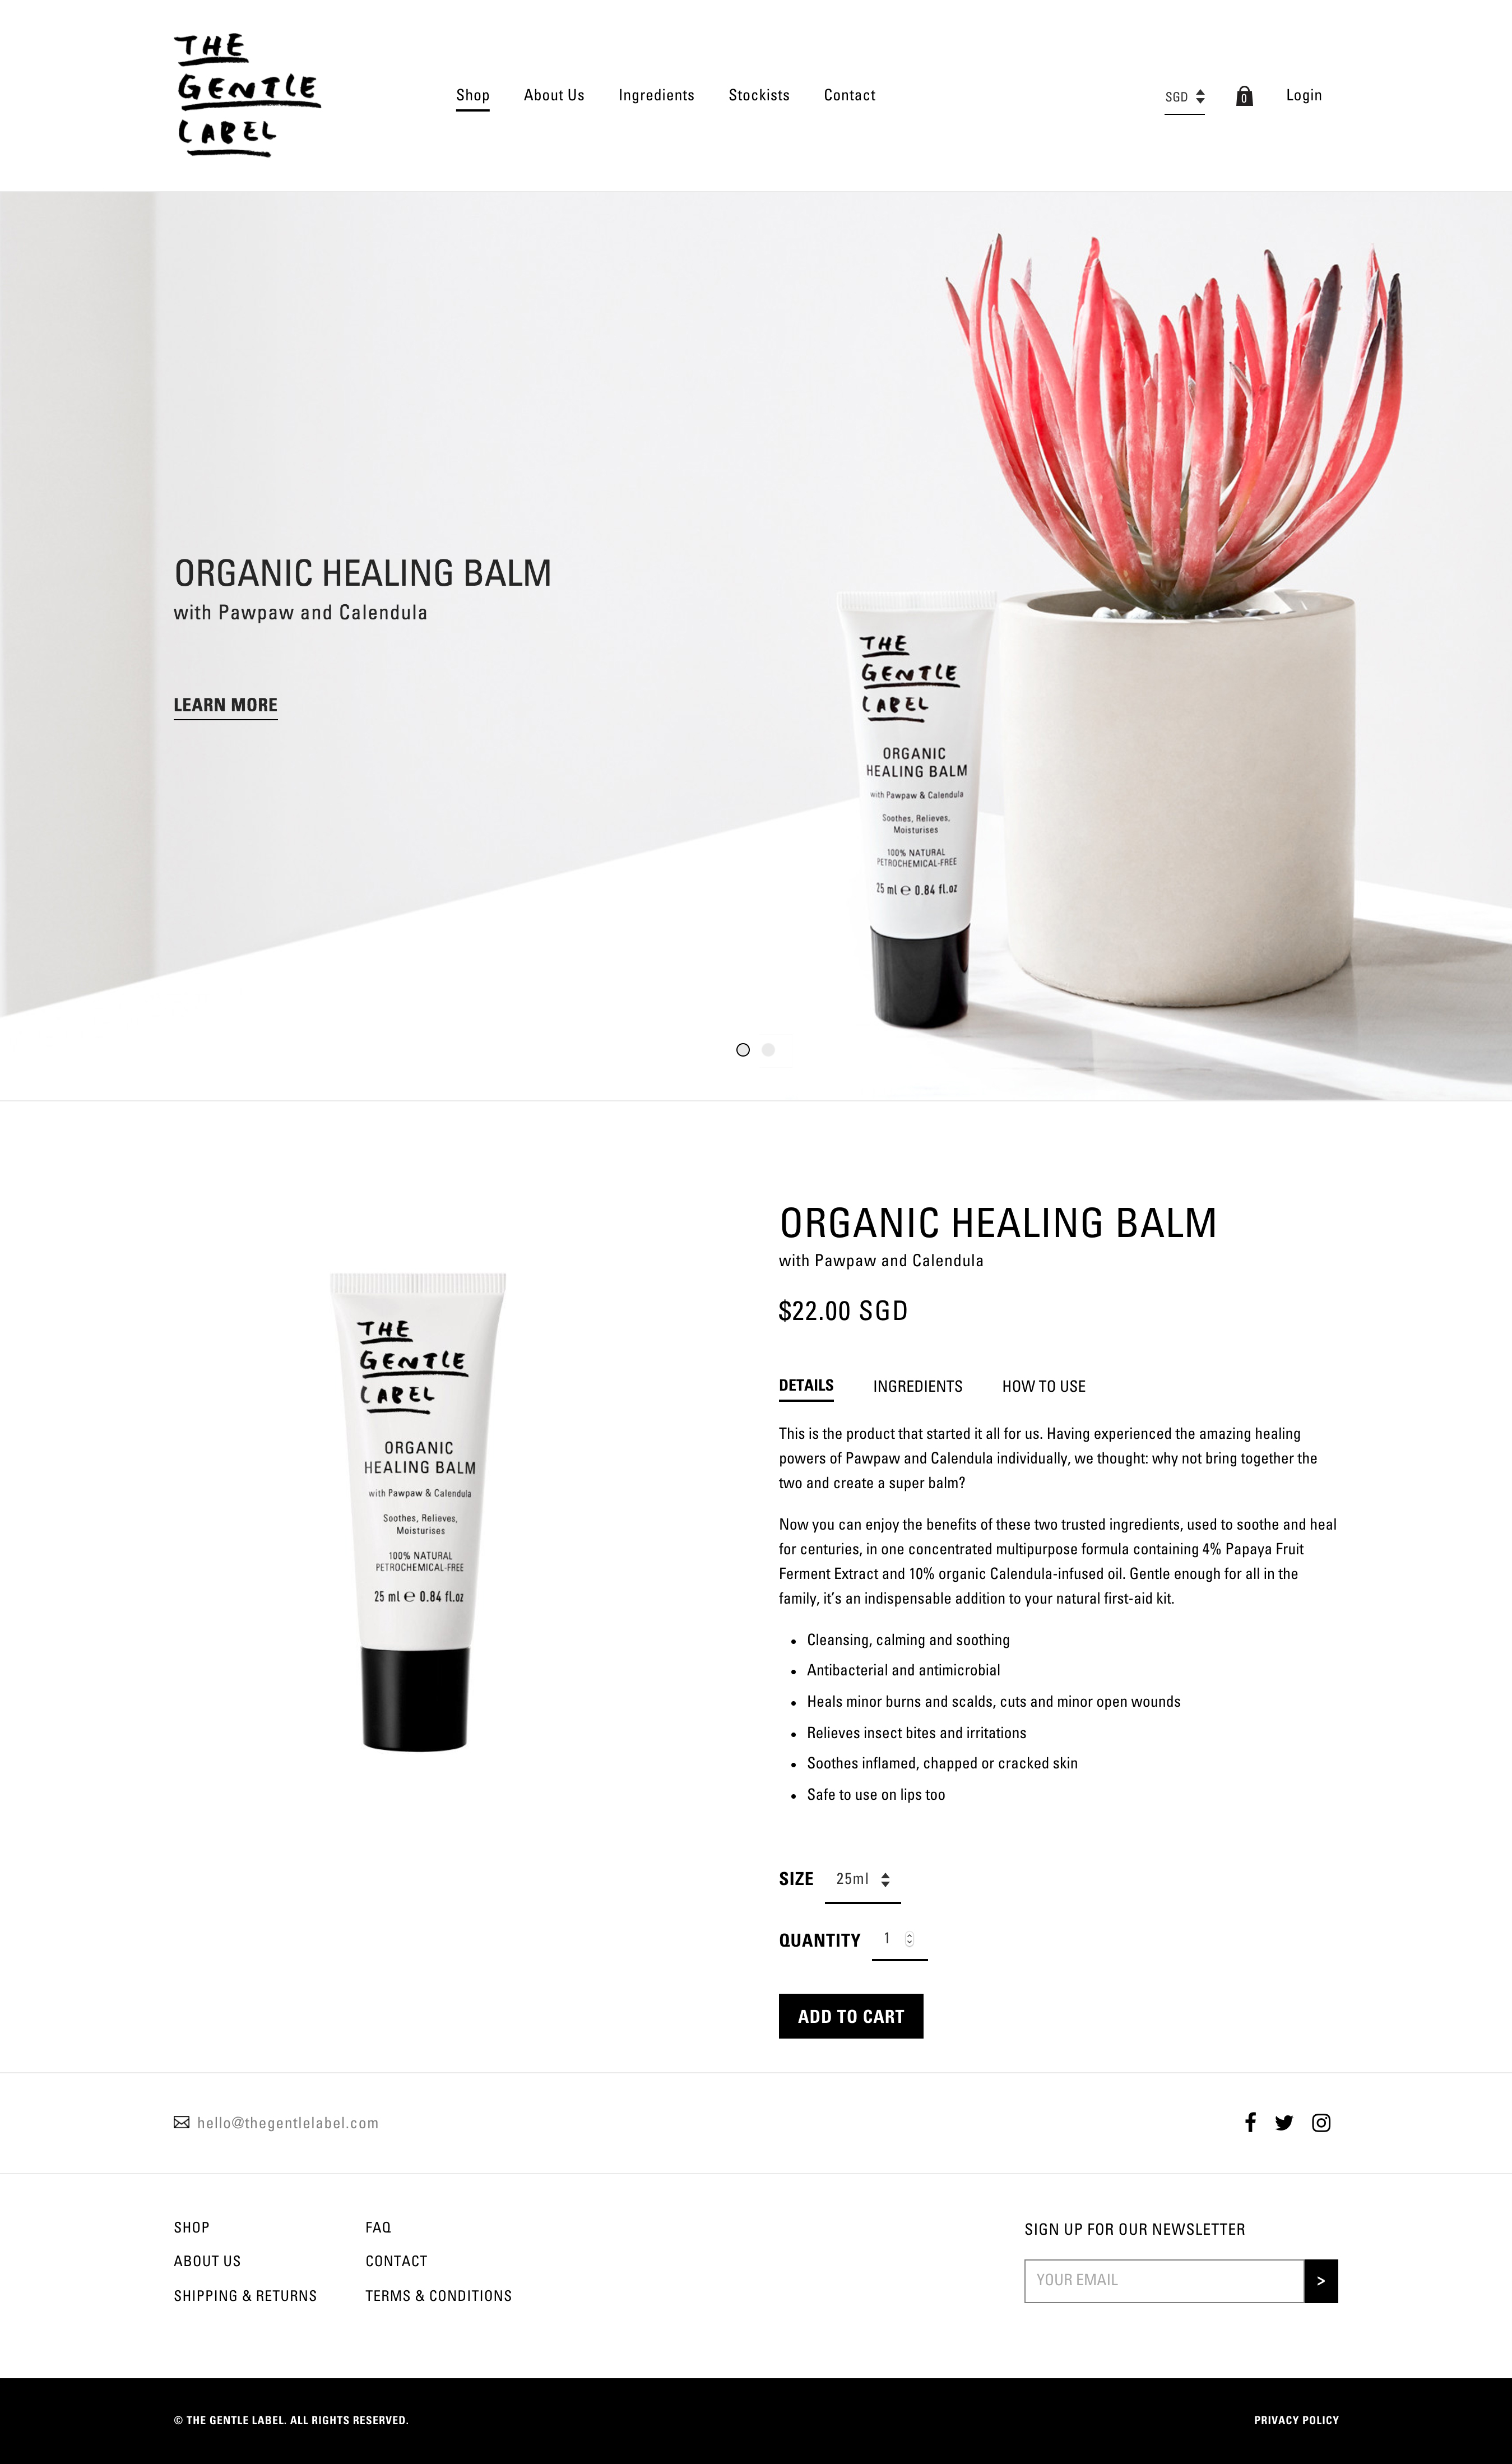 THE
GENTLE
LABEL
Shop About Us Ingredients Stockists Contact
SGD 0 Login
ORGANIC HEALING BALM
with Pawpaw and Calendula
LEARN MORE
THE
GENTLE
LABEL
ORGANIC
HEALING BALM
with Pawpaw & Calendula
Soothes, Relieves,
Moisturises
100% NATURAL
PETROCHEMICAL-FREE
25 ml ℮ 0.84 fl.oz
THE
GENTLE
LABEL
ORGANIC
HEALING BALM
with Pawpaw & Calendula
Soothes, Relieves,
Moisturises
100% NATURAL
PETROCHEMICAL-FREE
25 ml ℮ 0.84 fl.oz
ORGANIC HEALING BALM
with Pawpaw and Calendula
$22.00 SGD
DETAILS INGREDIENTS HOW TO USE
This is the product that started it all for us. Having experienced the amazing healing
powers of Pawpaw and Calendula individually, we thought: why not bring together the
two and create a super balm?
Now you can enjoy the benefits of these two trusted ingredients, used to soothe and heal
for centuries, in one concentrated multipurpose formula containing 4% Papaya Fruit
Ferment Extract and 10% organic Calendula-infused oil. Gentle enough for all in the
family, it’s an indispensable addition to your natural first-aid kit.
• Cleansing, calming and soothing
• Antibacterial and antimicrobial
• Heals minor burns and scalds, cuts and minor open wounds
• Relieves insect bites and irritations
• Soothes inflamed, chapped or cracked skin
• Safe to use on lips too
SIZE 25ml
QUANTITY 1
ADD TO CART
hello@thegentlelabel.com
SHOP FAQ
ABOUT US CONTACT
SHIPPING & RETURNS TERMS & CONDITIONS
SIGN UP FOR OUR NEWSLETTER
YOUR EMAIL >
© THE GENTLE LABEL. ALL RIGHTS RESERVED. PRIVACY POLICY